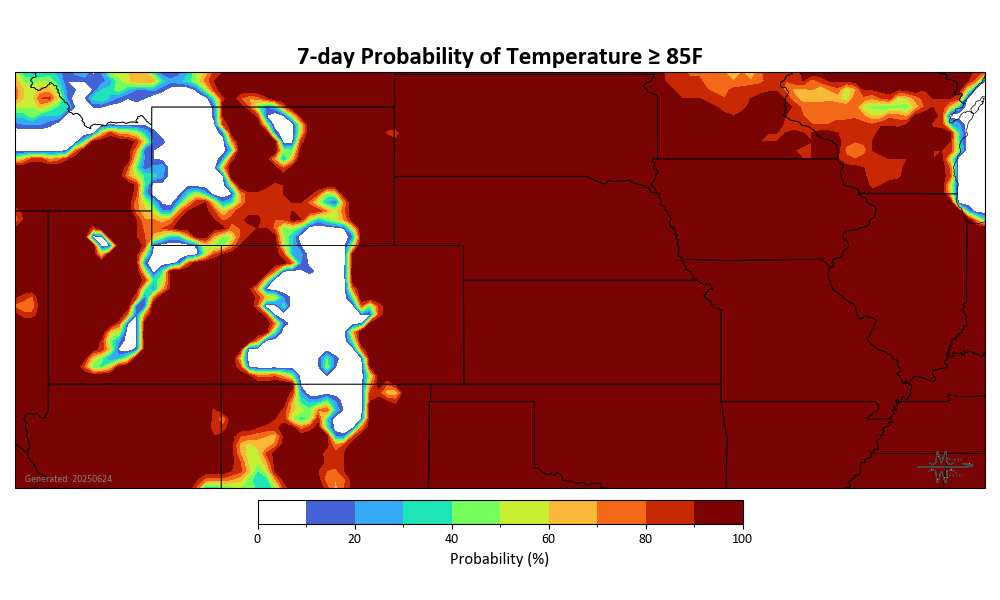 7-day Probability of Temperature ≥ 85F
Generated: 20250624
0 20 40 60 80 100
Probability (%)